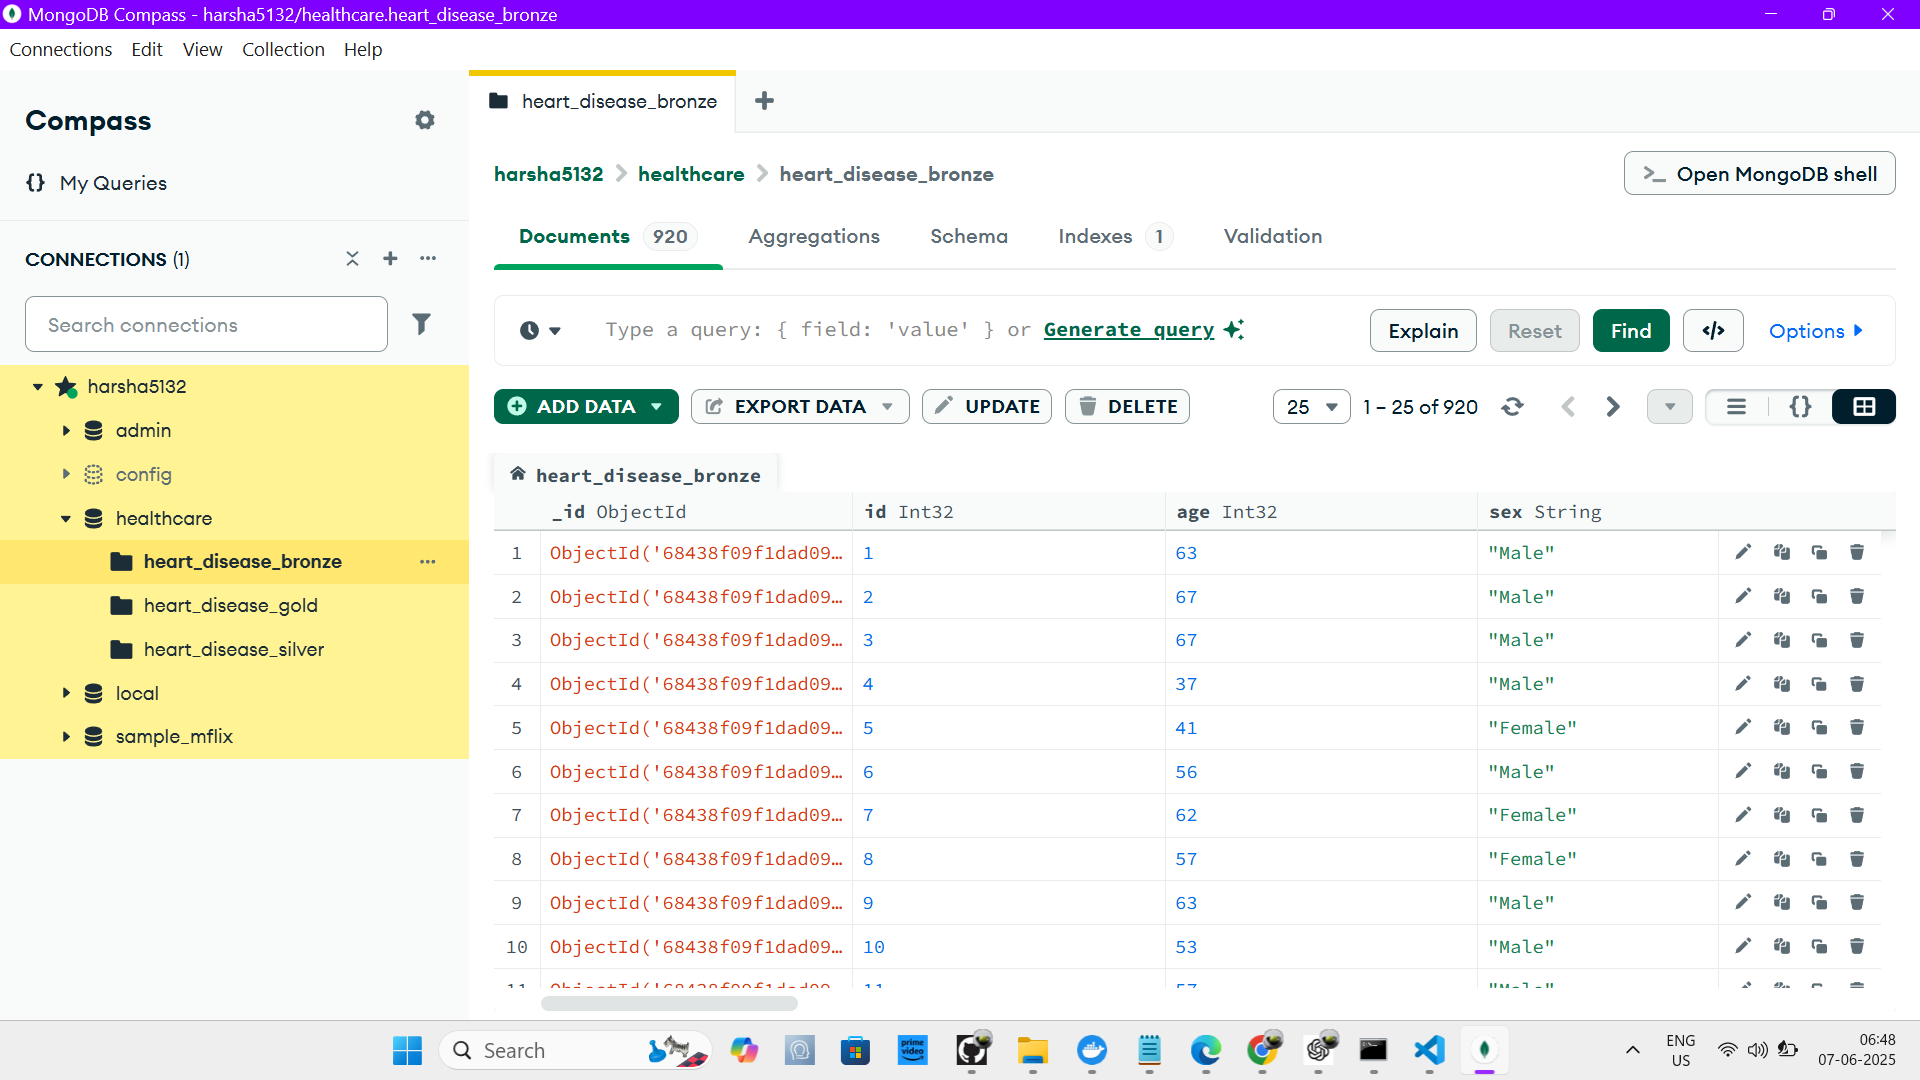 MongoDB Compass - harsha5132/healthcare.heart_disease_bronze
Connections Edit View Collection Help
Compass
{} My Queries
CONNECTIONS (1)
Search connections
harsha5132
admin
config
healthcare
heart_disease_bronze
heart_disease_gold
heart_disease_silver
local
sample_mflix
heart_disease_bronze
harsha5132 > healthcare > heart_disease_bronze
>_ Open MongoDB shell
Documents 920 Aggregations Schema Indexes 1 Validation
Type a query: { field: 'value' } or Generate query
Explain Reset Find </> Options
ADD DATA EXPORT DATA UPDATE DELETE 25 1 – 25 of 920 {}
heart_disease_bronze
_id ObjectId id Int32 age Int32 sex String
1 ObjectId('68438f09f1dad09… 1 63 "Male"
2 ObjectId('68438f09f1dad09… 2 67 "Male"
3 ObjectId('68438f09f1dad09… 3 67 "Male"
4 ObjectId('68438f09f1dad09… 4 37 "Male"
5 ObjectId('68438f09f1dad09… 5 41 "Female"
6 ObjectId('68438f09f1dad09… 6 56 "Male"
7 ObjectId('68438f09f1dad09… 7 62 "Female"
8 ObjectId('68438f09f1dad09… 8 57 "Female"
9 ObjectId('68438f09f1dad09… 9 63 "Male"
10 ObjectId('68438f09f1dad09… 10 53 "Male"
Search
prime video
ENG
US
06:48
07-06-2025